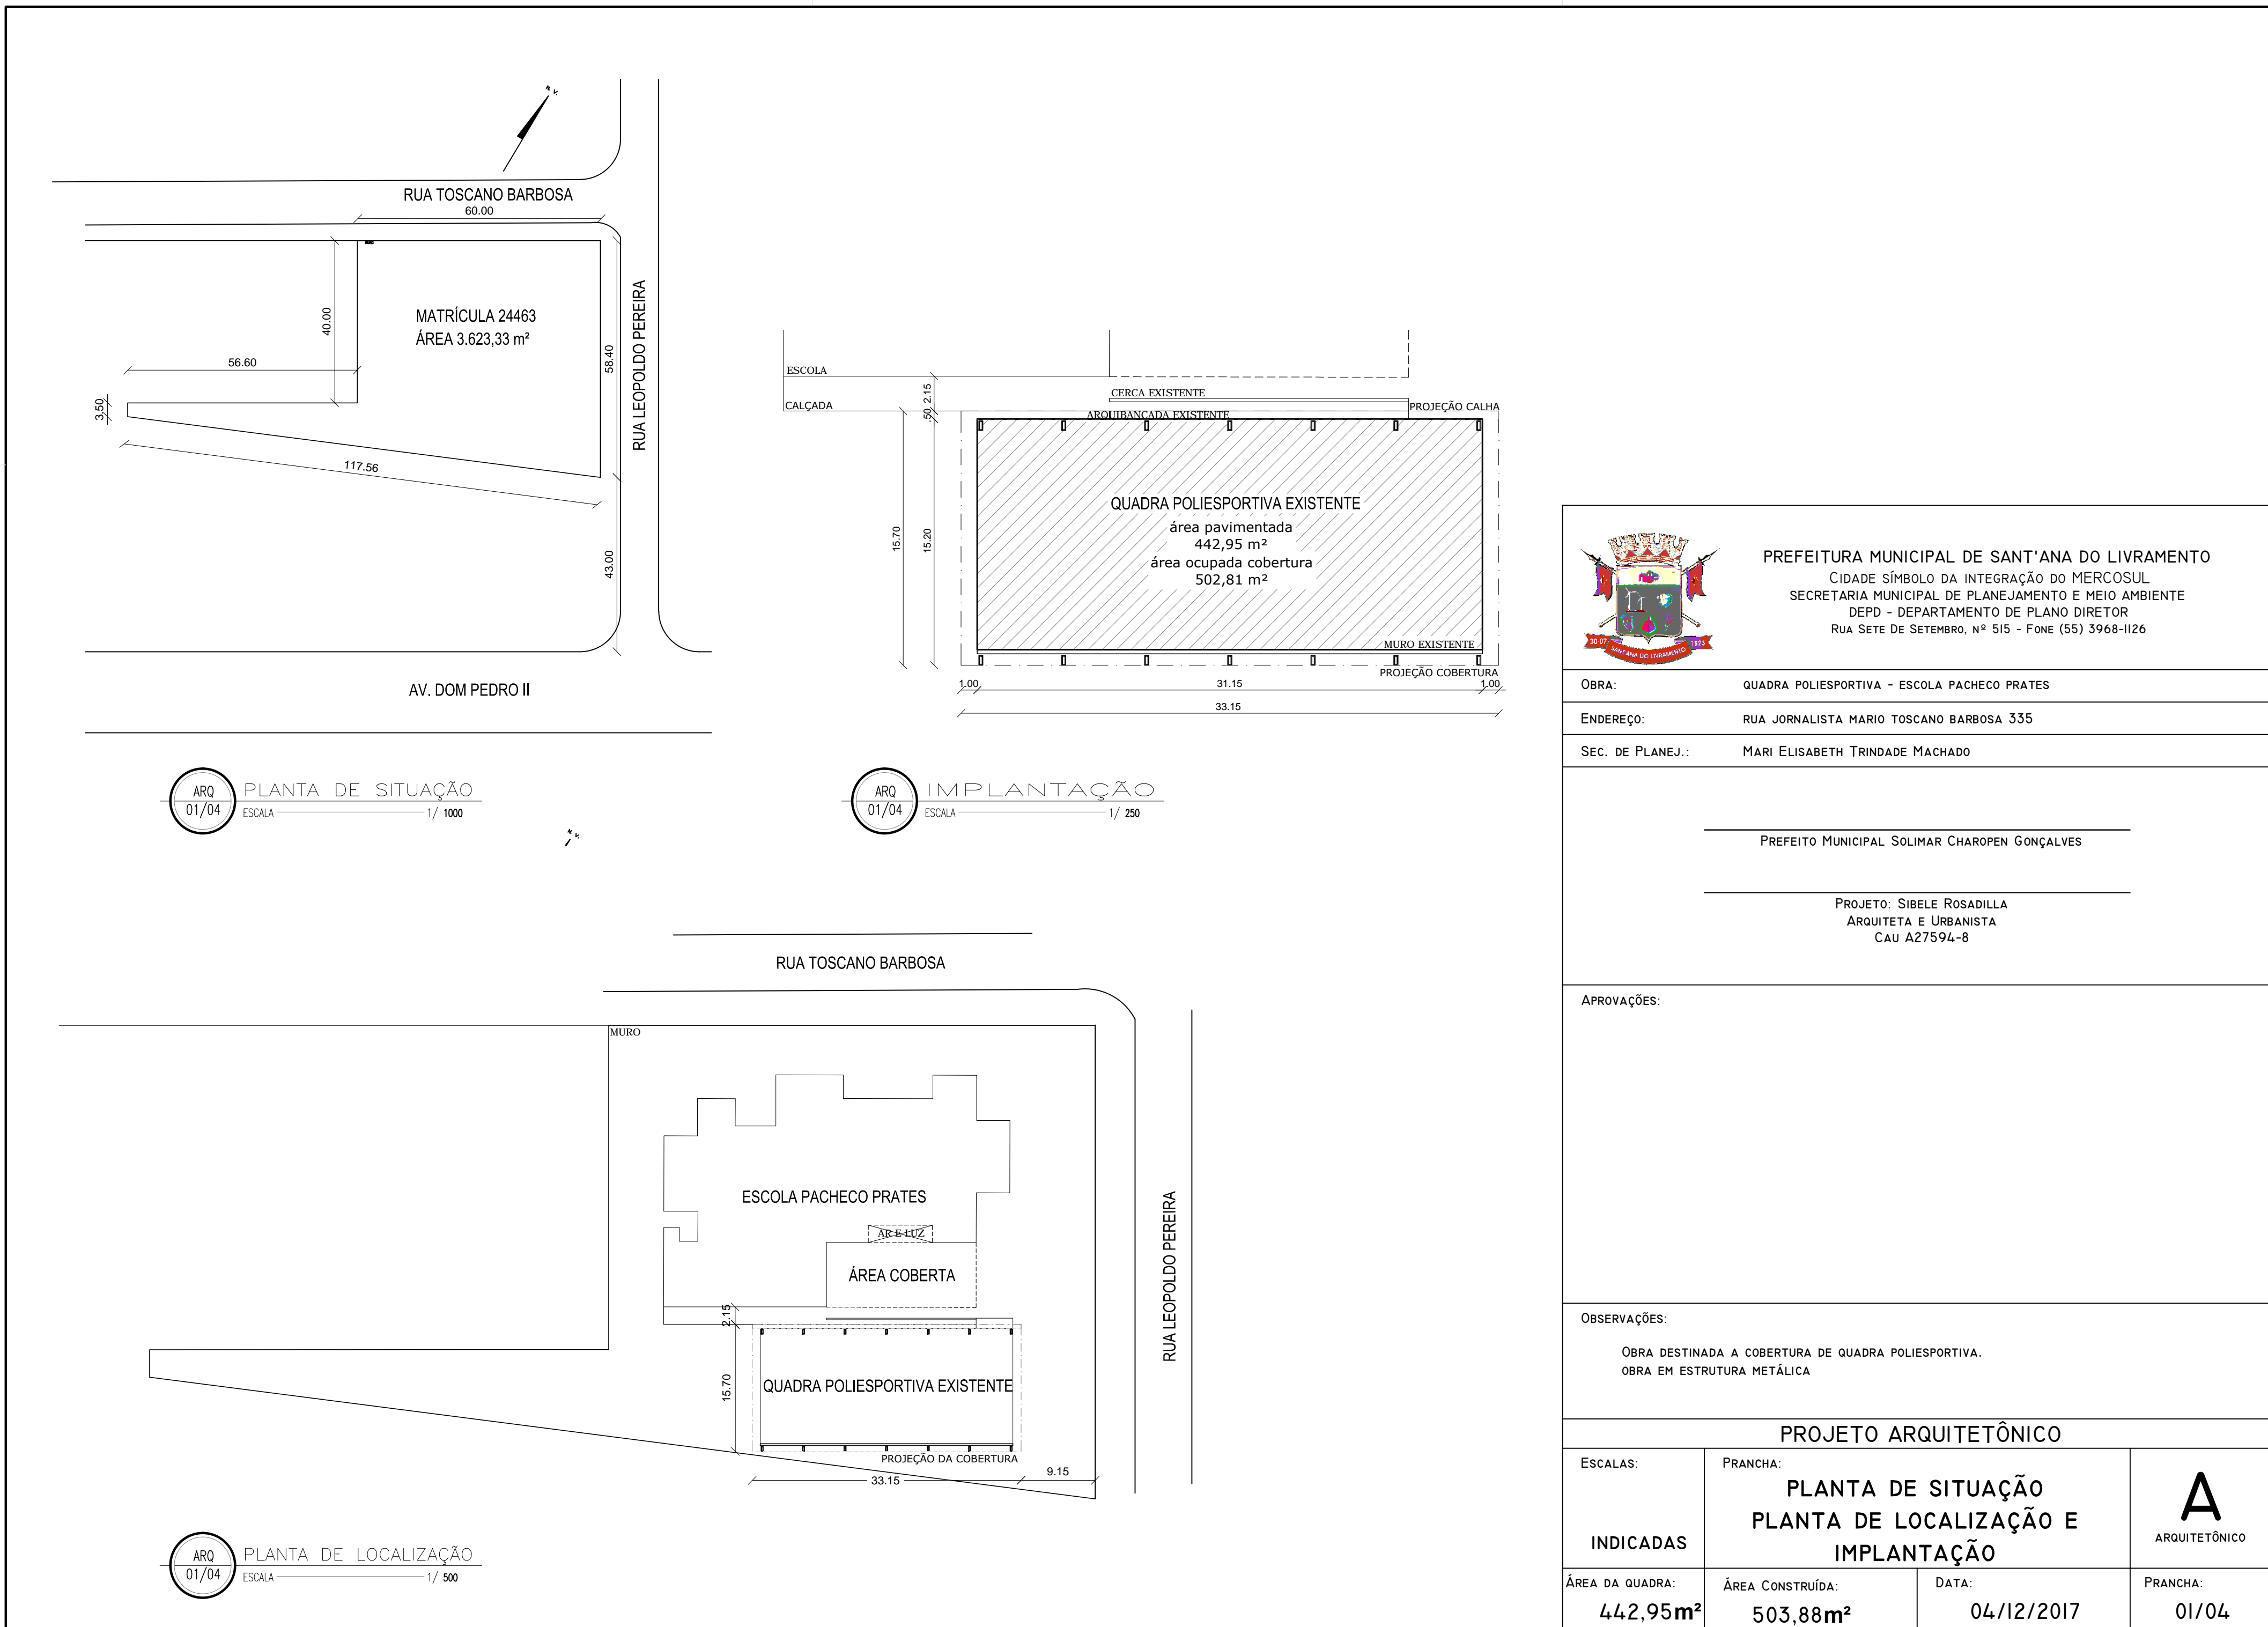 RUA TOSCANO BARBOSA
60.00
40.00
MATRÍCULA 24463
ÁREA 3.623,33 m²
56.60
3.50
58.40
RUA LEOPOLDO PEREIRA
117.56
43.00
AV. DOM PEDRO II
ARQ
01/04
PLANTA DE SITUAÇÃO
ESCALA 1/ 1000
ESCOLA
2.15
CERCA EXISTENTE
CALÇADA
.50
ARQUIBANCADA EXISTENTE
PROJEÇÃO CALHA
QUADRA POLIESPORTIVA EXISTENTE
área pavimentada
442,95 m²
área ocupada cobertura
502,81 m²
15.70
15.20
MURO EXISTENTE
PROJEÇÃO COBERTURA
1.00
31.15
1.00
33.15
ARQ
01/04
IMPLANTAÇÃO
ESCALA 1/ 250
RUA TOSCANO BARBOSA
MURO
ESCOLA PACHECO PRATES
AR E LUZ
ÁREA COBERTA
RUA LEOPOLDO PEREIRA
2.15
15.70
QUADRA POLIESPORTIVA EXISTENTE
PROJEÇÃO DA COBERTURA
33.15
9.15
ARQ
01/04
PLANTA DE LOCALIZAÇÃO
ESCALA 1/ 500
30-07
SANT'ANA DO LIVRAMENTO
1823
PREFEITURA MUNICIPAL DE SANT'ANA DO LIVRAMENTO
CIDADE SÍMBOLO DA INTEGRAÇÃO DO MERCOSUL
SECRETARIA MUNICIPAL DE PLANEJAMENTO E MEIO AMBIENTE
DEPD - DEPARTAMENTO DE PLANO DIRETOR
RUA SETE DE SETEMBRO, Nº 515 - FONE (55) 3968-1126
OBRA: QUADRA POLIESPORTIVA - ESCOLA PACHECO PRATES
ENDEREÇO: RUA JORNALISTA MARIO TOSCANO BARBOSA 335
SEC. DE PLANEJ.: MARI ELISABETH TRINDADE MACHADO
PREFEITO MUNICIPAL SOLIMAR CHAROPEN GONÇALVES
PROJETO: SIBELE ROSADILLA
ARQUITETA E URBANISTA
CAU A27594-8
APROVAÇÕES:
OBSERVAÇÕES:
OBRA DESTINADA A COBERTURA DE QUADRA POLIESPORTIVA.
OBRA EM ESTRUTURA METÁLICA
PROJETO ARQUITETÔNICO
ESCALAS:
INDICADAS
PRANCHA:
PLANTA DE SITUAÇÃO
PLANTA DE LOCALIZAÇÃO E
IMPLANTAÇÃO
A
ARQUITETÔNICO
ÁREA DA QUADRA:
442,95m²
ÁREA CONSTRUÍDA:
503,88m²
DATA:
04/12/2017
PRANCHA:
01/04